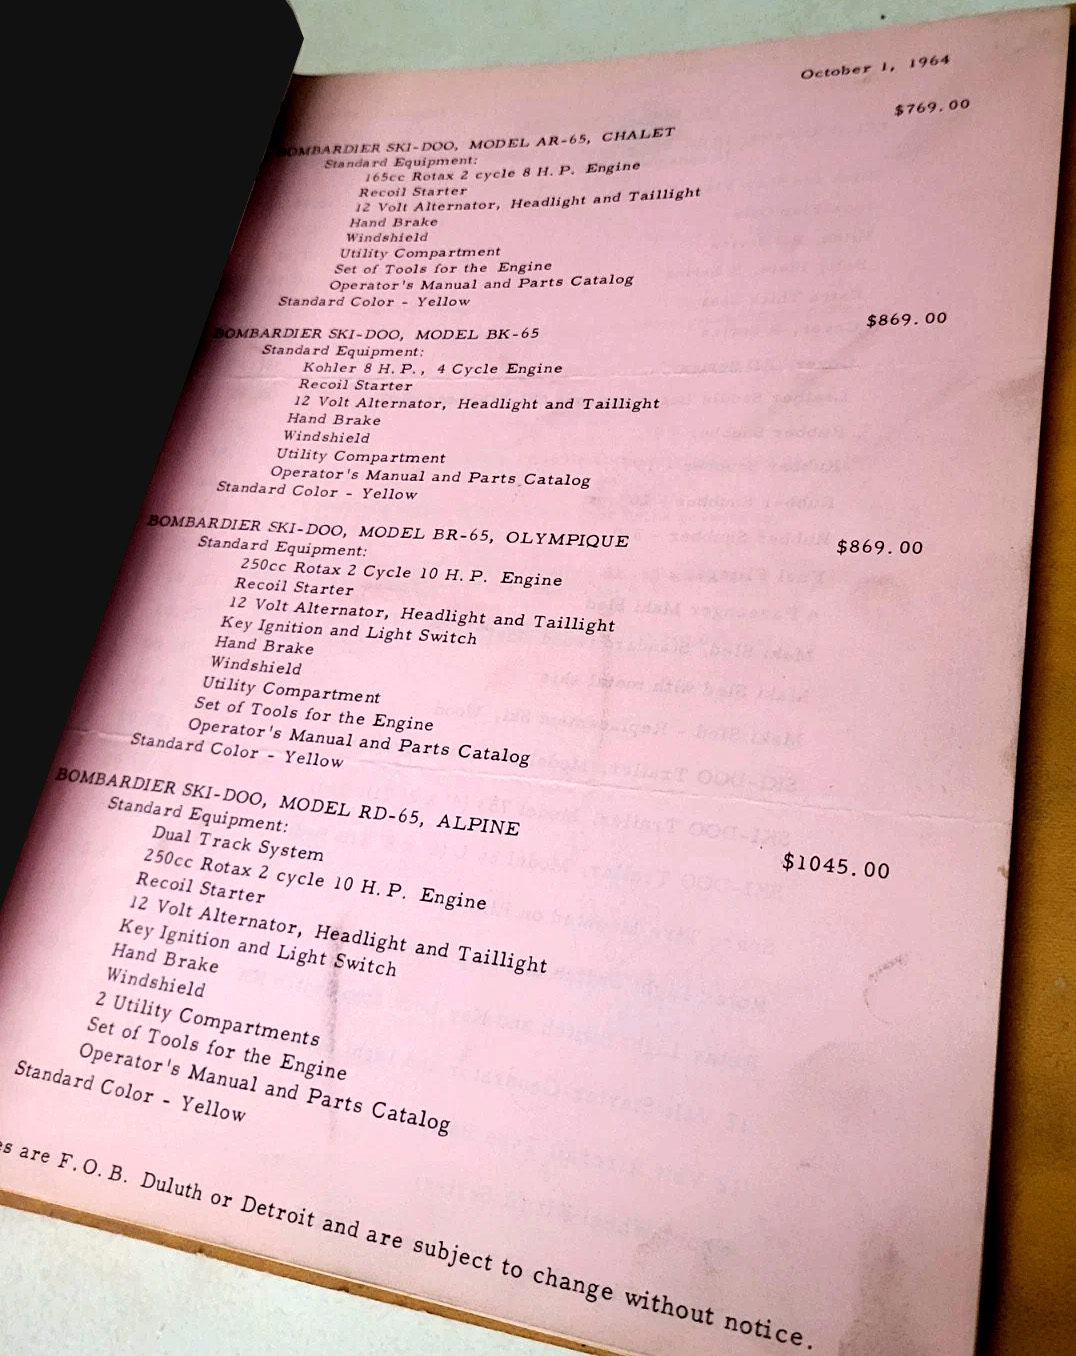 October 1, 1964
$769.00
BOMBARDIER SKI-DOO, MODEL AR-65, CHALET
Standard Equipment:
165cc Rotax 2 cycle 8 H. P. Engine
Recoil Starter
12 Volt Alternator, Headlight and Taillight
Hand Brake
Windshield
Utility Compartment
Set of Tools for the Engine
Operator's Manual and Parts Catalog
Standard Color - Yellow
$869.00
BOMBARDIER SKI-DOO, MODEL BK-65
Standard Equipment:
Kohler 8 H. P., 4 Cycle Engine
Recoil Starter
12 Volt Alternator, Headlight and Taillight
Hand Brake
Windshield
Utility Compartment
Operator's Manual and Parts Catalog
Standard Color - Yellow
BOMBARDIER SKI-DOO, MODEL BR-65, OLYMPIQUE
$869.00
Standard Equipment:
250cc Rotax 2 Cycle 10 H. P. Engine
Recoil Starter
12 Volt Alternator, Headlight and Taillight
Key Ignition and Light Switch
Hand Brake
Windshield
Utility Compartment
Set of Tools for the Engine
Operator's Manual and Parts Catalog
Standard Color - Yellow
BOMBARDIER SKI-DOO, MODEL RD-65, ALPINE
$1045.00
Standard Equipment:
Dual Track System
250cc Rotax 2 cycle 10 H. P. Engine
Recoil Starter
12 Volt Alternator, Headlight and Taillight
Key Ignition and Light Switch
Hand Brake
Windshield
2 Utility Compartments
Set of Tools for the Engine
Operator's Manual and Parts Catalog
Standard Color - Yellow
are F.O.B. Duluth or Detroit and are subject to change without notice.